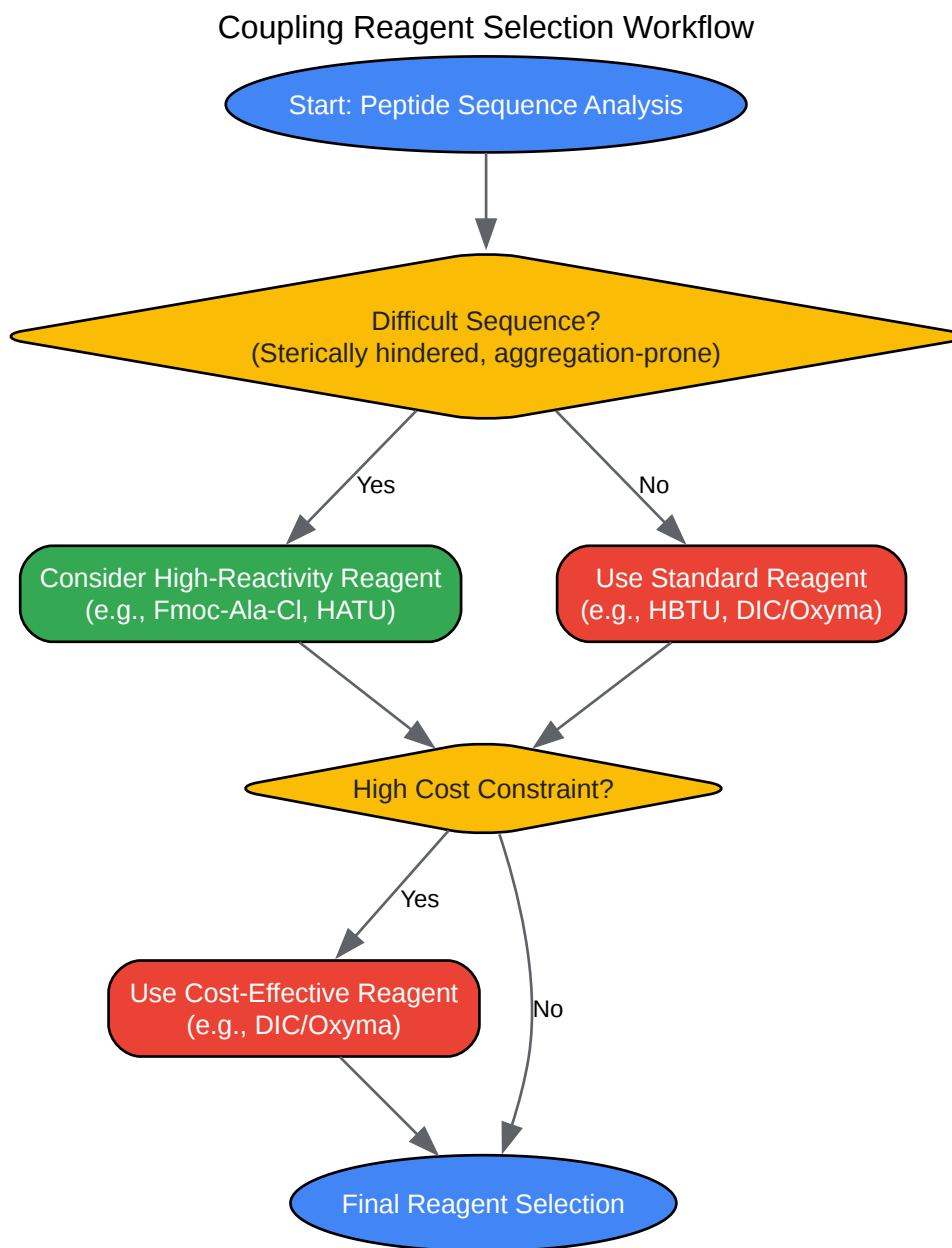 Coupling Reagent Selection Workflow
Start: Peptide Sequence Analysis
Difficult Sequence?
(Sterically hindered, aggregation-prone)
Yes
No
Consider High-Reactivity Reagent
(e.g., Fmoc-Ala-Cl, HATU)
Use Standard Reagent
(e.g., HBTU, DIC/Oxyma)
High Cost Constraint?
Yes
Use Cost-Effective Reagent
(e.g., DIC/Oxyma)
No
Final Reagent Selection